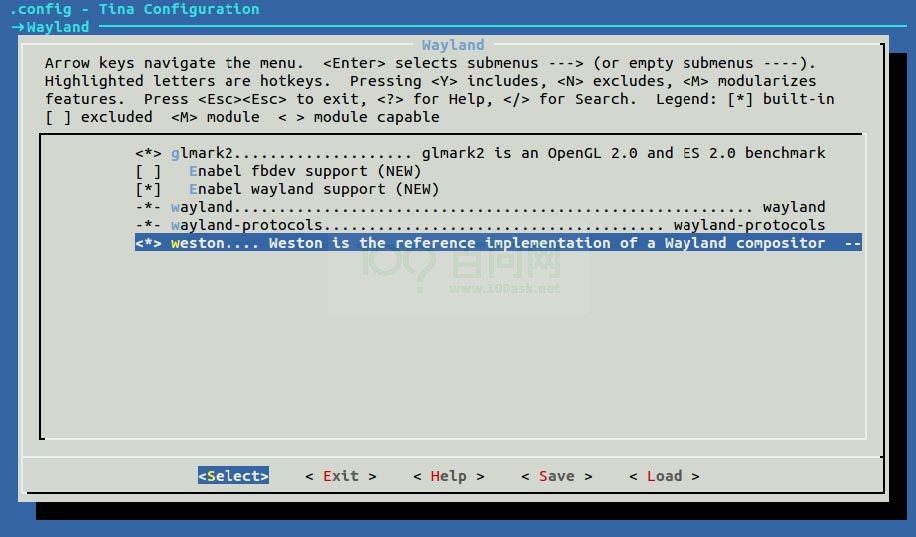 .config - Tina Configuration
→Wayland
Wayland
Arrow keys navigate the menu.  <Enter> selects submenus ---> (or empty submenus ----).
Highlighted letters are hotkeys.  Pressing <Y> includes, <N> excludes, <M> modularizes
features.  Press <Esc><Esc> to exit, <?> for Help, </> for Search.  Legend: [*] built-in
[ ] excluded  <M> module  < > module capable
<*> glmark2.................... glmark2 is an OpenGL 2.0 and ES 2.0 benchmark
[ ]   Enabel fbdev support (NEW)
[*]   Enabel wayland support (NEW)
-*- wayland.......................................................... wayland
-*- wayland-protocols...................................... wayland-protocols
<*> weston.... Weston is the reference implementation of a Wayland compositor  --
100 百问网
www.100ask.net
<Select>    < Exit >    < Help >    < Save >    < Load >